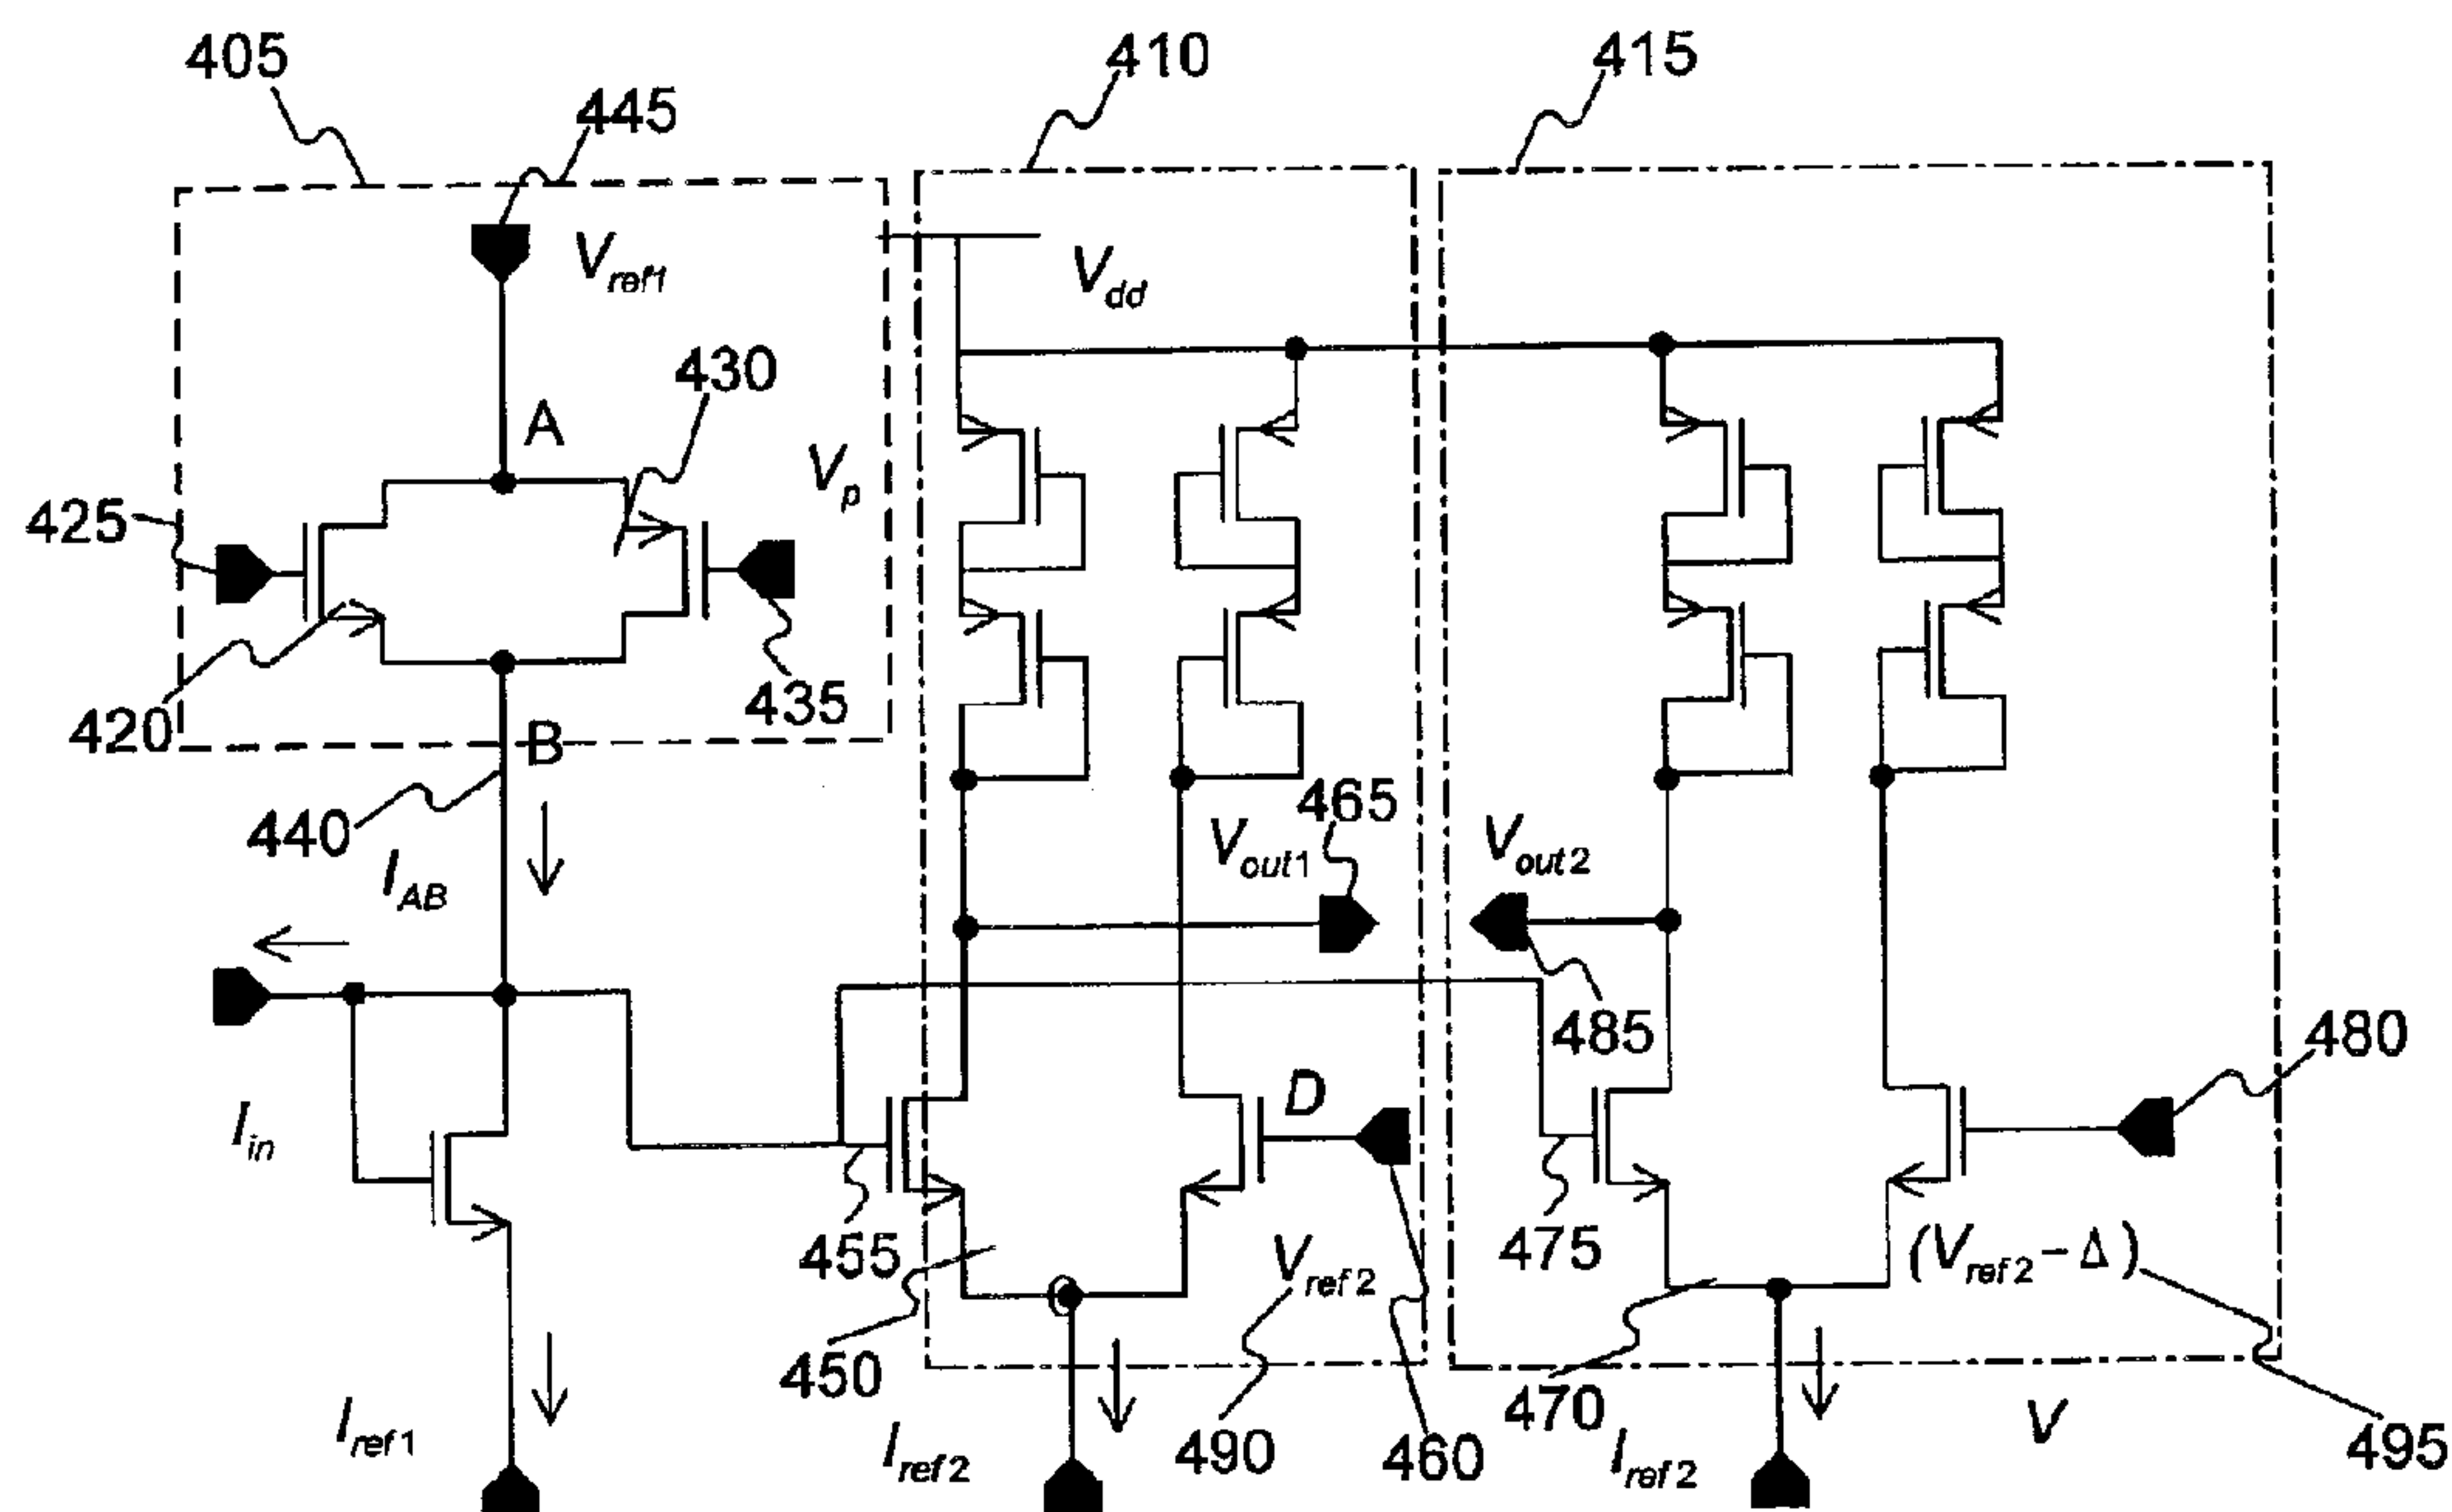 405
410
415
445
V_ref1
V_dd
430
A
V_p
425
420
435
B
440
465
V_out1
V_out2
I_AB
485
480
D
I_in
455
475
V_ref2
(V_ref2 − Δ)
450
470
I_ref1
I_ref2
490
460
I_ref2
V
495